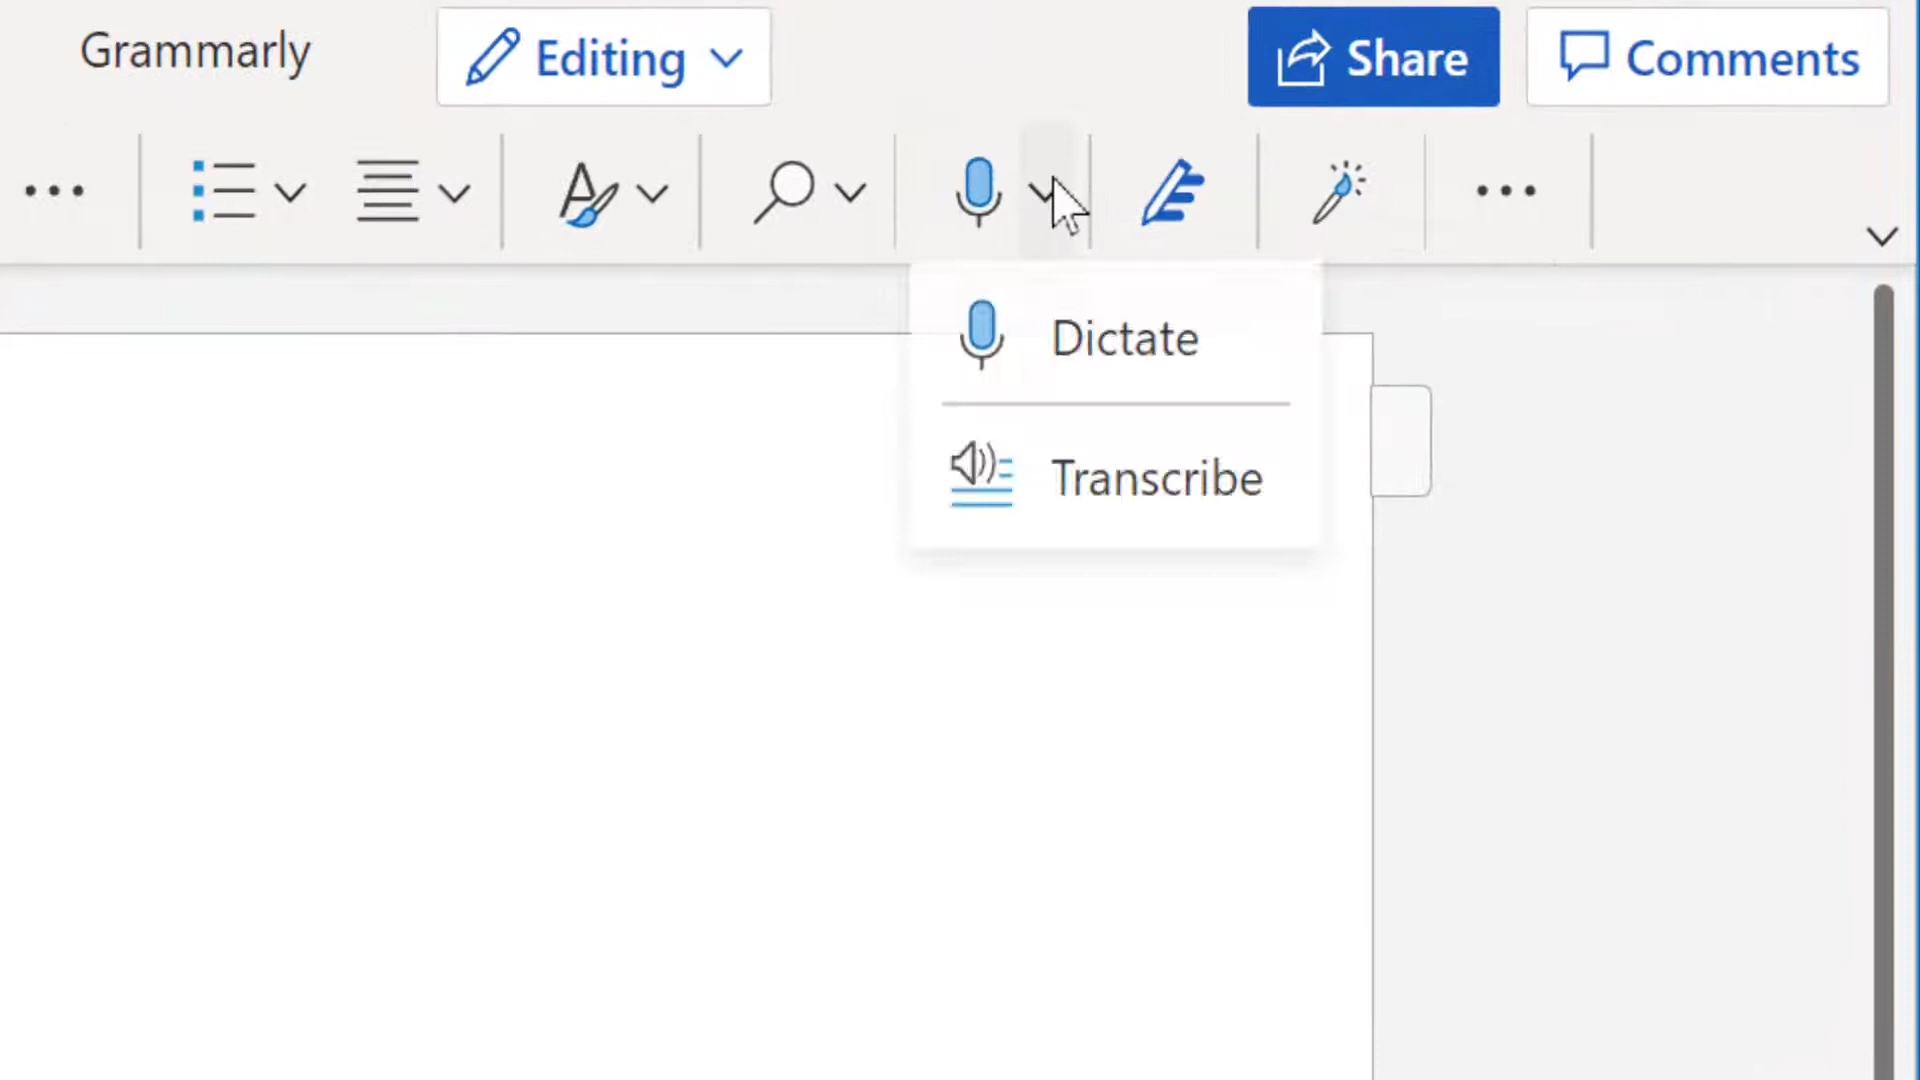 Grammarly
Editing
Share
Comments
Dictate
Transcribe